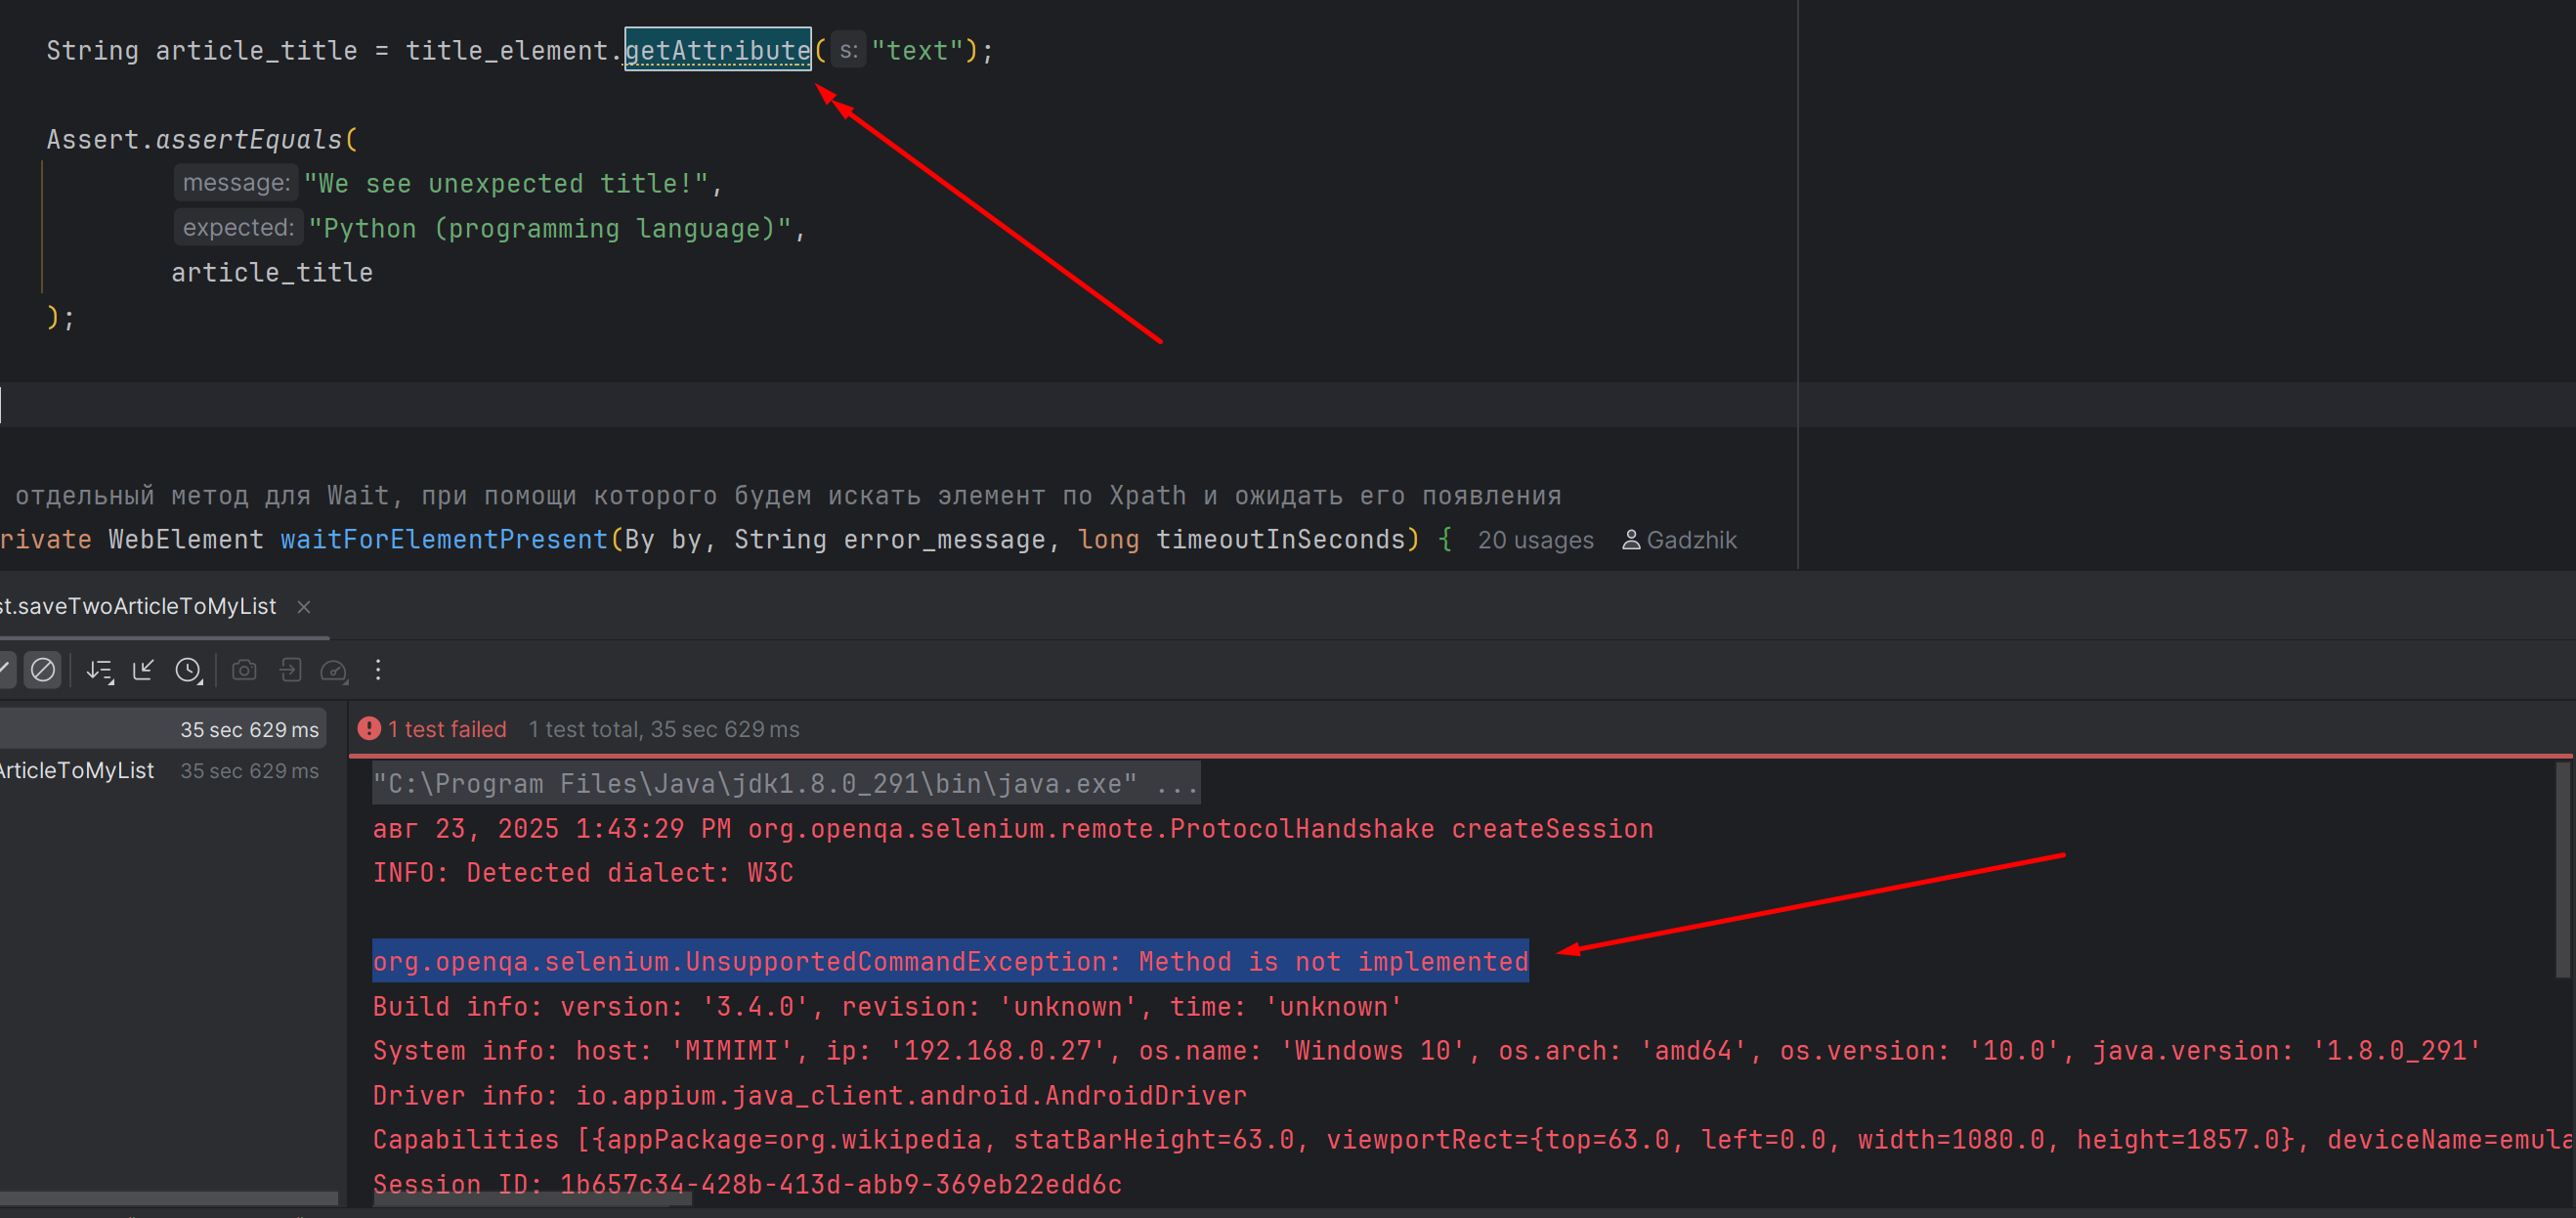 String article_title = title_element.getAttribute( s: "text");
Assert.assertEquals(
message: "We see unexpected title!",
expected: "Python (programming language)",
article_title
);
отдельный метод для Wait, при помощи которого будем искать элемент по Xpath и ожидать его появления
rivate WebElement waitForElementPresent(By by, String error_message, long timeoutInSeconds) { 20 usages Gadzhik
st.saveTwoArticleToMyList
35 sec 629 ms
1 test failed 1 test total, 35 sec 629 ms
ArticleToMyList 35 sec 629 ms
"C:\Program Files\Java\jdk1.8.0_291\bin\java.exe" ...
авг 23, 2025 1:43:29 PM org.openqa.selenium.remote.ProtocolHandshake createSession
INFO: Detected dialect: W3C
org.openqa.selenium.UnsupportedCommandException: Method is not implemented
Build info: version: '3.4.0', revision: 'unknown', time: 'unknown'
System info: host: 'MIMIMI', ip: '192.168.0.27', os.name: 'Windows 10', os.arch: 'amd64', os.version: '10.0', java.version: '1.8.0_291'
Driver info: io.appium.java_client.android.AndroidDriver
Capabilities [{appPackage=org.wikipedia, statBarHeight=63.0, viewportRect={top=63.0, left=0.0, width=1080.0, height=1857.0}, deviceName=emula
Session ID: 1b657c34-428b-413d-abb9-369eb22edd6c